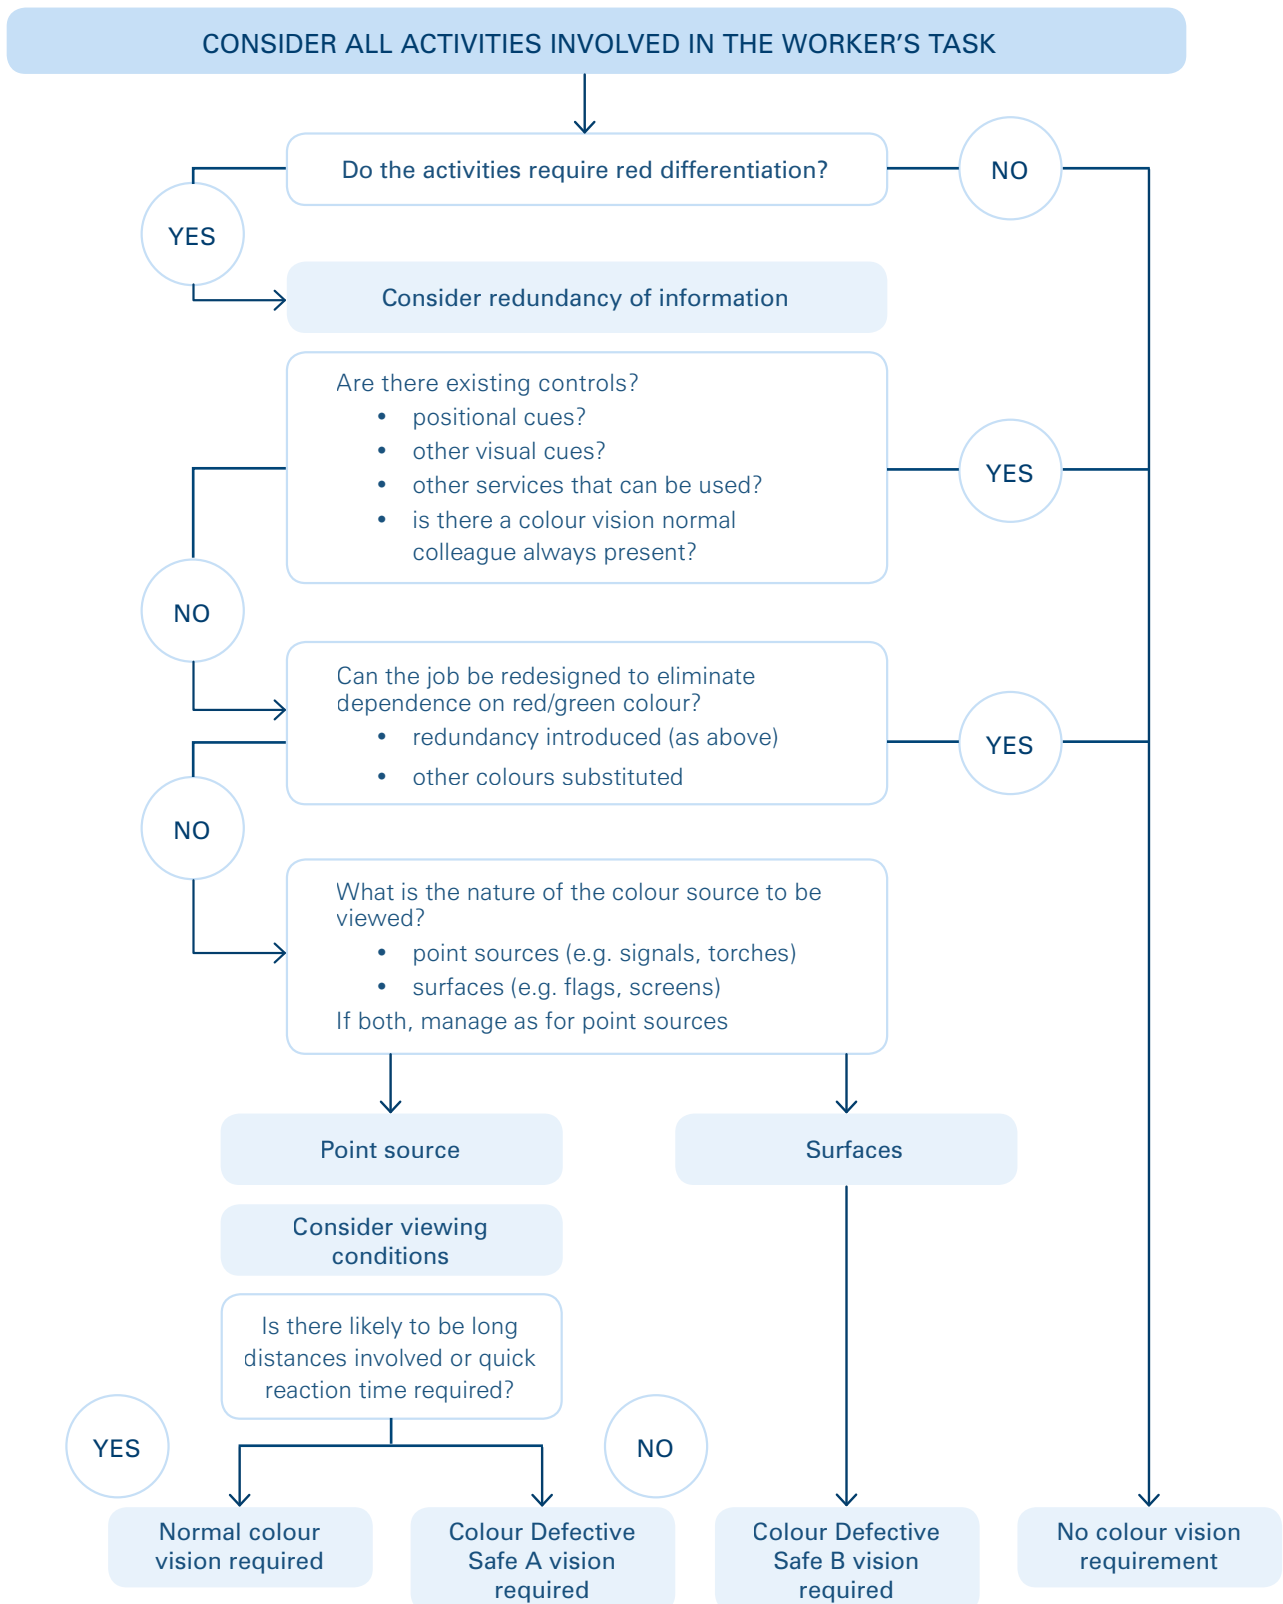 CONSIDER ALL ACTIVITIES INVOLVED IN THE WORKER’S TASK
Do the activities require red differentiation?
NO
YES
Consider redundancy of information
Are there existing controls?
• positional cues?
• other visual cues?
• other services that can be used?
• is there a colour vision normal
colleague always present?
YES
NO
Can the job be redesigned to eliminate
dependence on red/green colour?
• redundancy introduced (as above)
• other colours substituted
YES
NO
What is the nature of the colour source to be
viewed?
• point sources (e.g. signals, torches)
• surfaces (e.g. flags, screens)
If both, manage as for point sources
Point source
Surfaces
Consider viewing
conditions
Is there likely to be long
distances involved or quick
reaction time required?
YES
NO
Normal colour
vision required
Colour Defective
Safe A vision
required
Colour Defective
Safe B vision
required
No colour vision
requirement